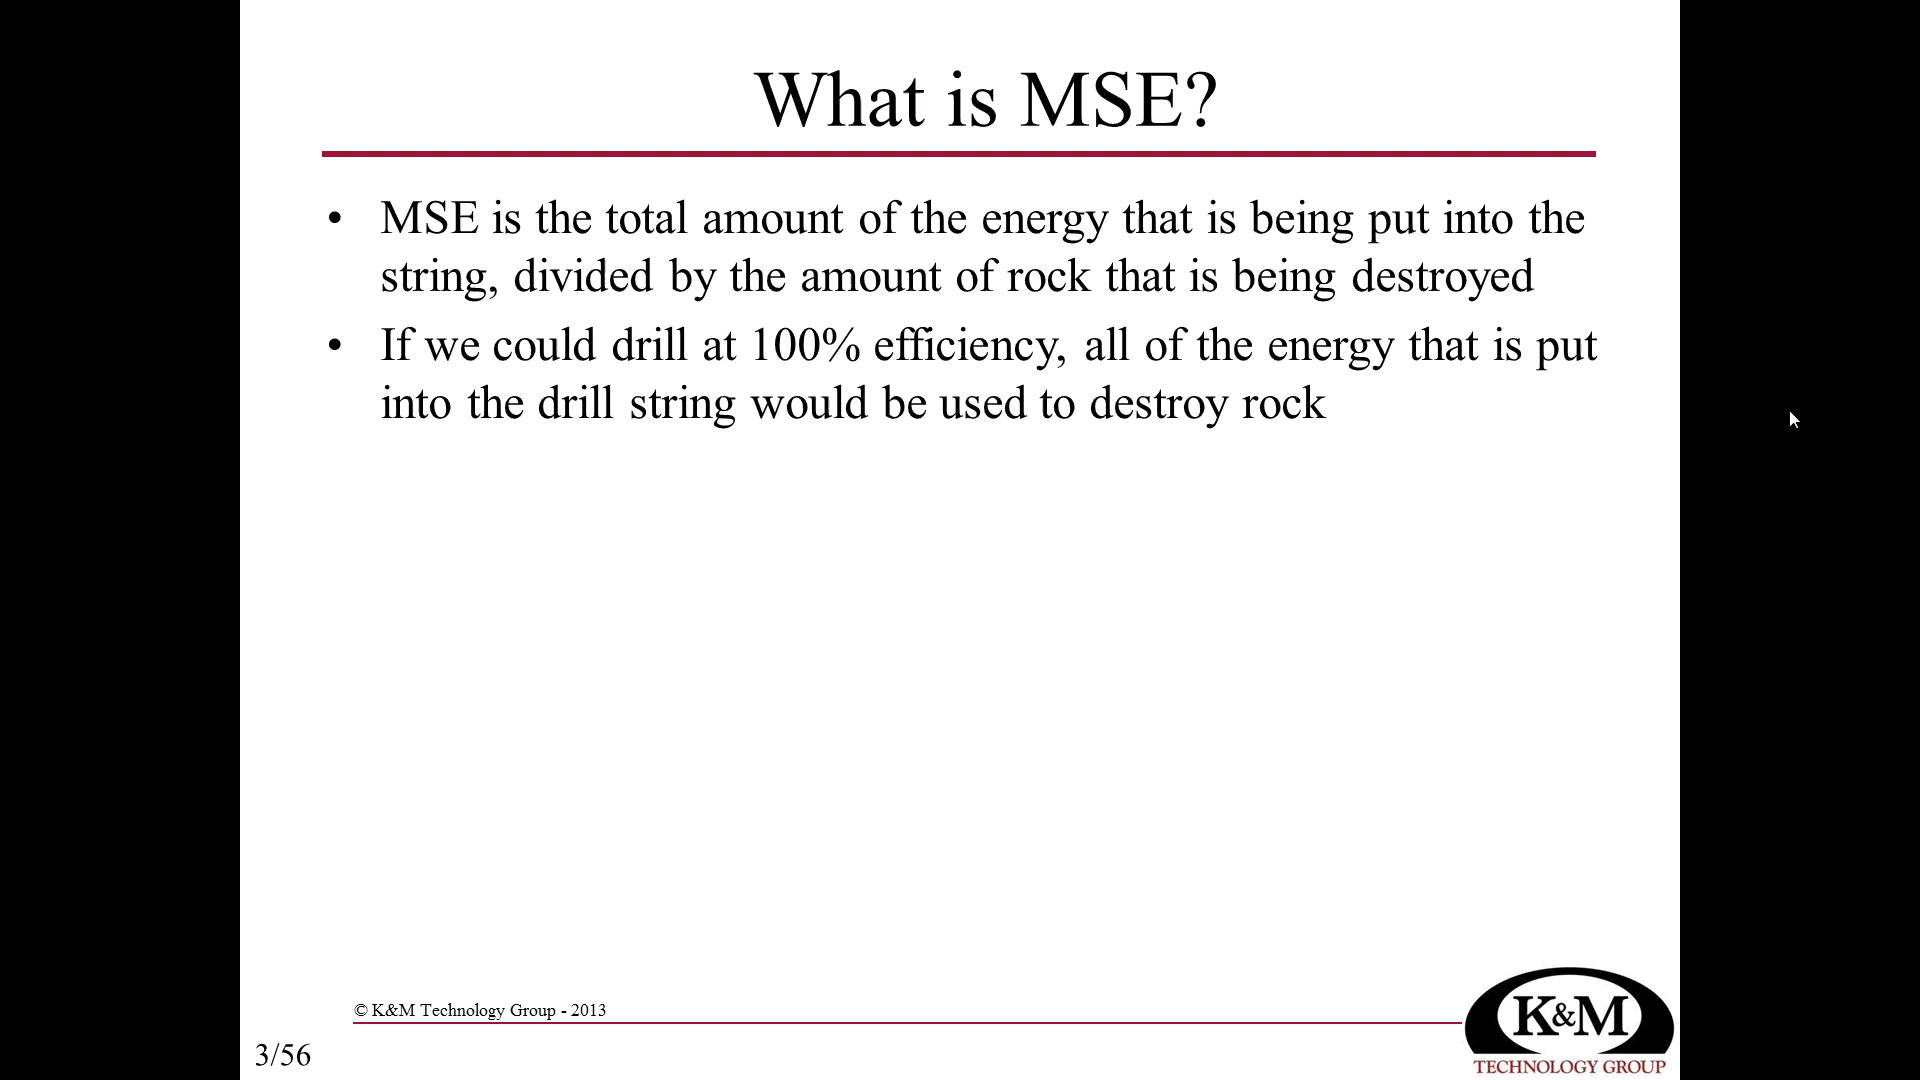 What is MSE?
• MSE is the total amount of the energy that is being put into the
string, divided by the amount of rock that is being destroyed
• If we could drill at 100% efficiency, all of the energy that is put
into the drill string would be used to destroy rock
© K&M Technology Group - 2013
3/56
K&M
TECHNOLOGY GROUP